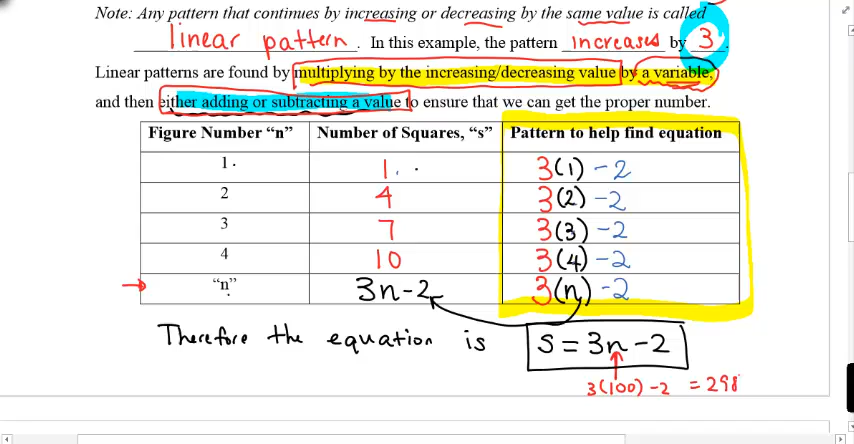 Note: Any pattern that continues by increasing or decreasing by the same value is called
linear pattern. In this example, the pattern increases by 3.
Linear patterns are found by multiplying by the increasing/decreasing value by a variable,
and then either adding or subtracting a value to ensure that we can get the proper number.
Figure Number “n” Number of Squares, “s” Pattern to help find equation
1 1 3(1) -2
2 4 3(2) -2
3 7 3(3) -2
4 10 3(4) -2
“n” 3n-2 3(n) -2
Therefore the equation is S = 3n -2
3(100) -2 = 298